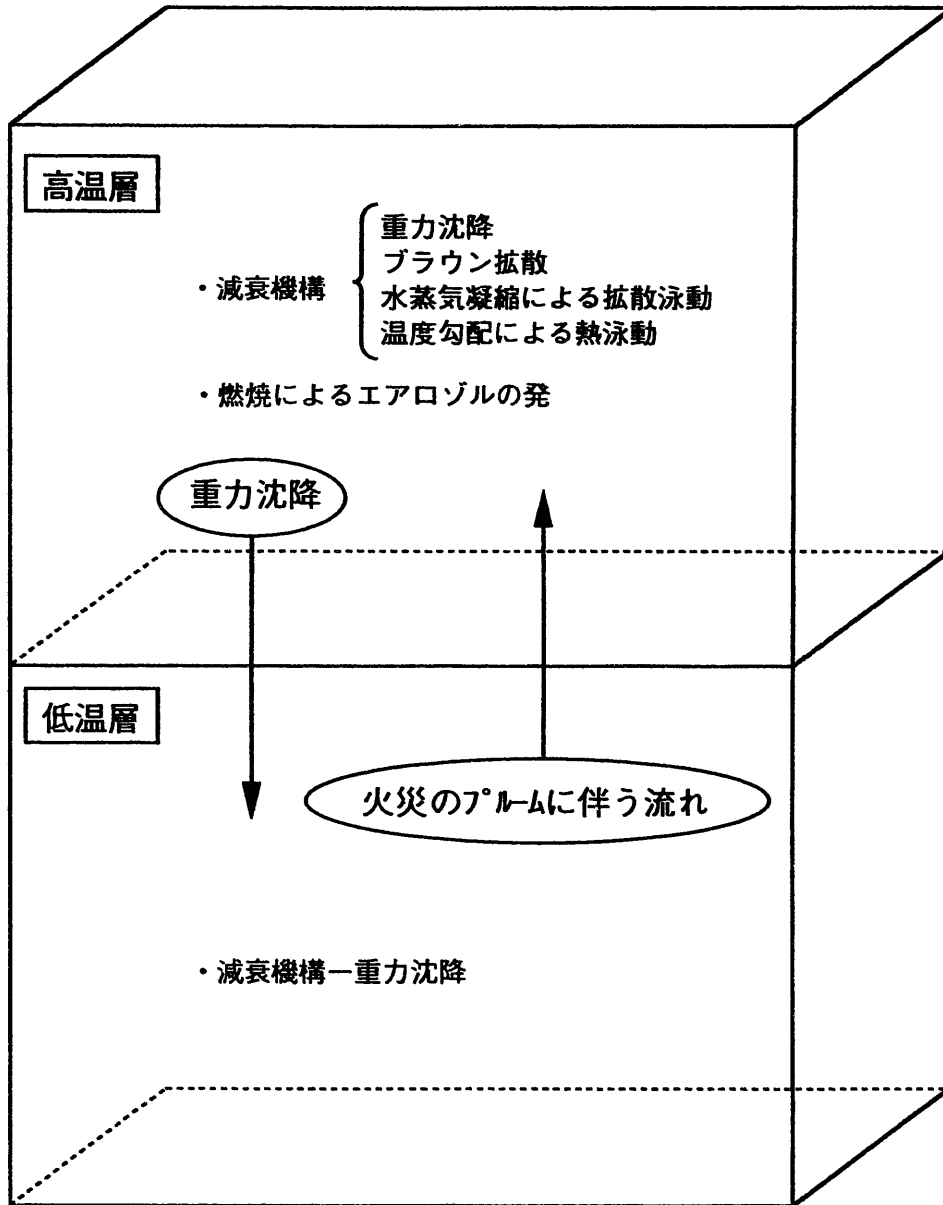 高温層
重力沈降
ブラウン拡散
・減衰機構
水蒸気凝縮による拡散泳動
温度勾配による熱泳動
・燃焼によるエアロゾルの発
重力沈降
低温層
火災のプルームに伴う流れ
・減衰機構ー重力沈降